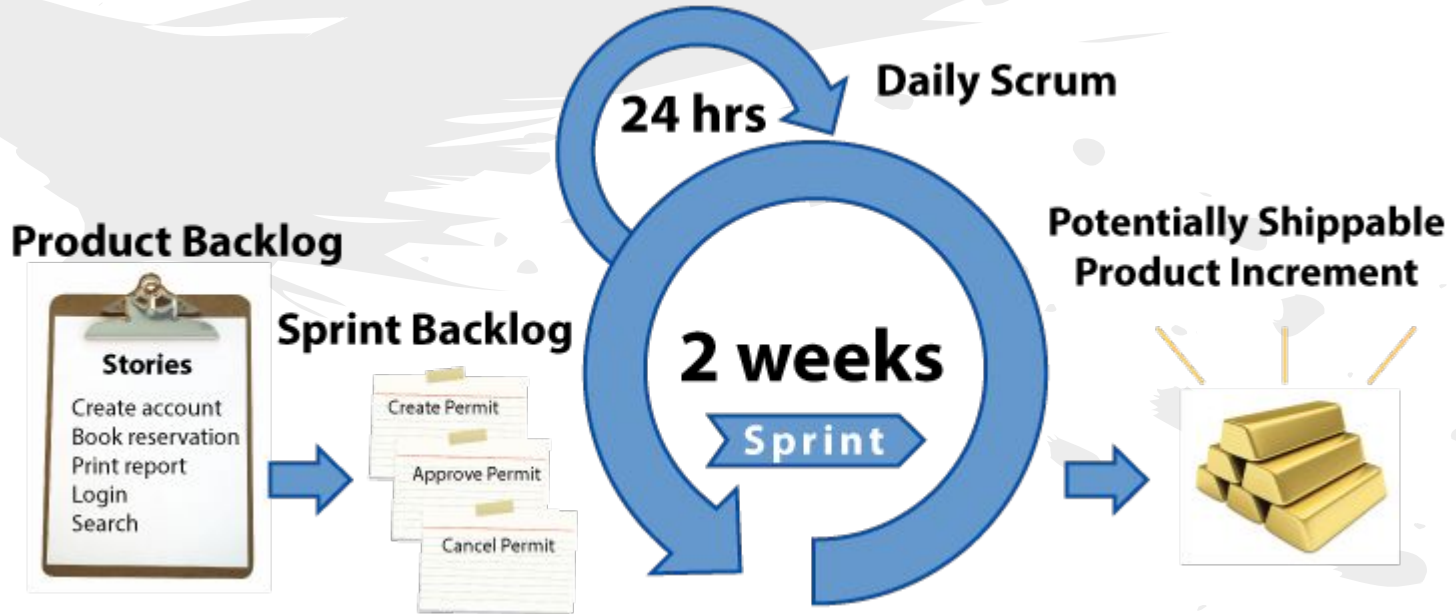 Product Backlog
Stories
Create account
Book reservation
Print report
Login
Search
Sprint Backlog
Create Permit
Approve Permit
Cancel Permit
24 hrs
Daily Scrum
2 weeks
Sprint
Potentially Shippable
Product Increment